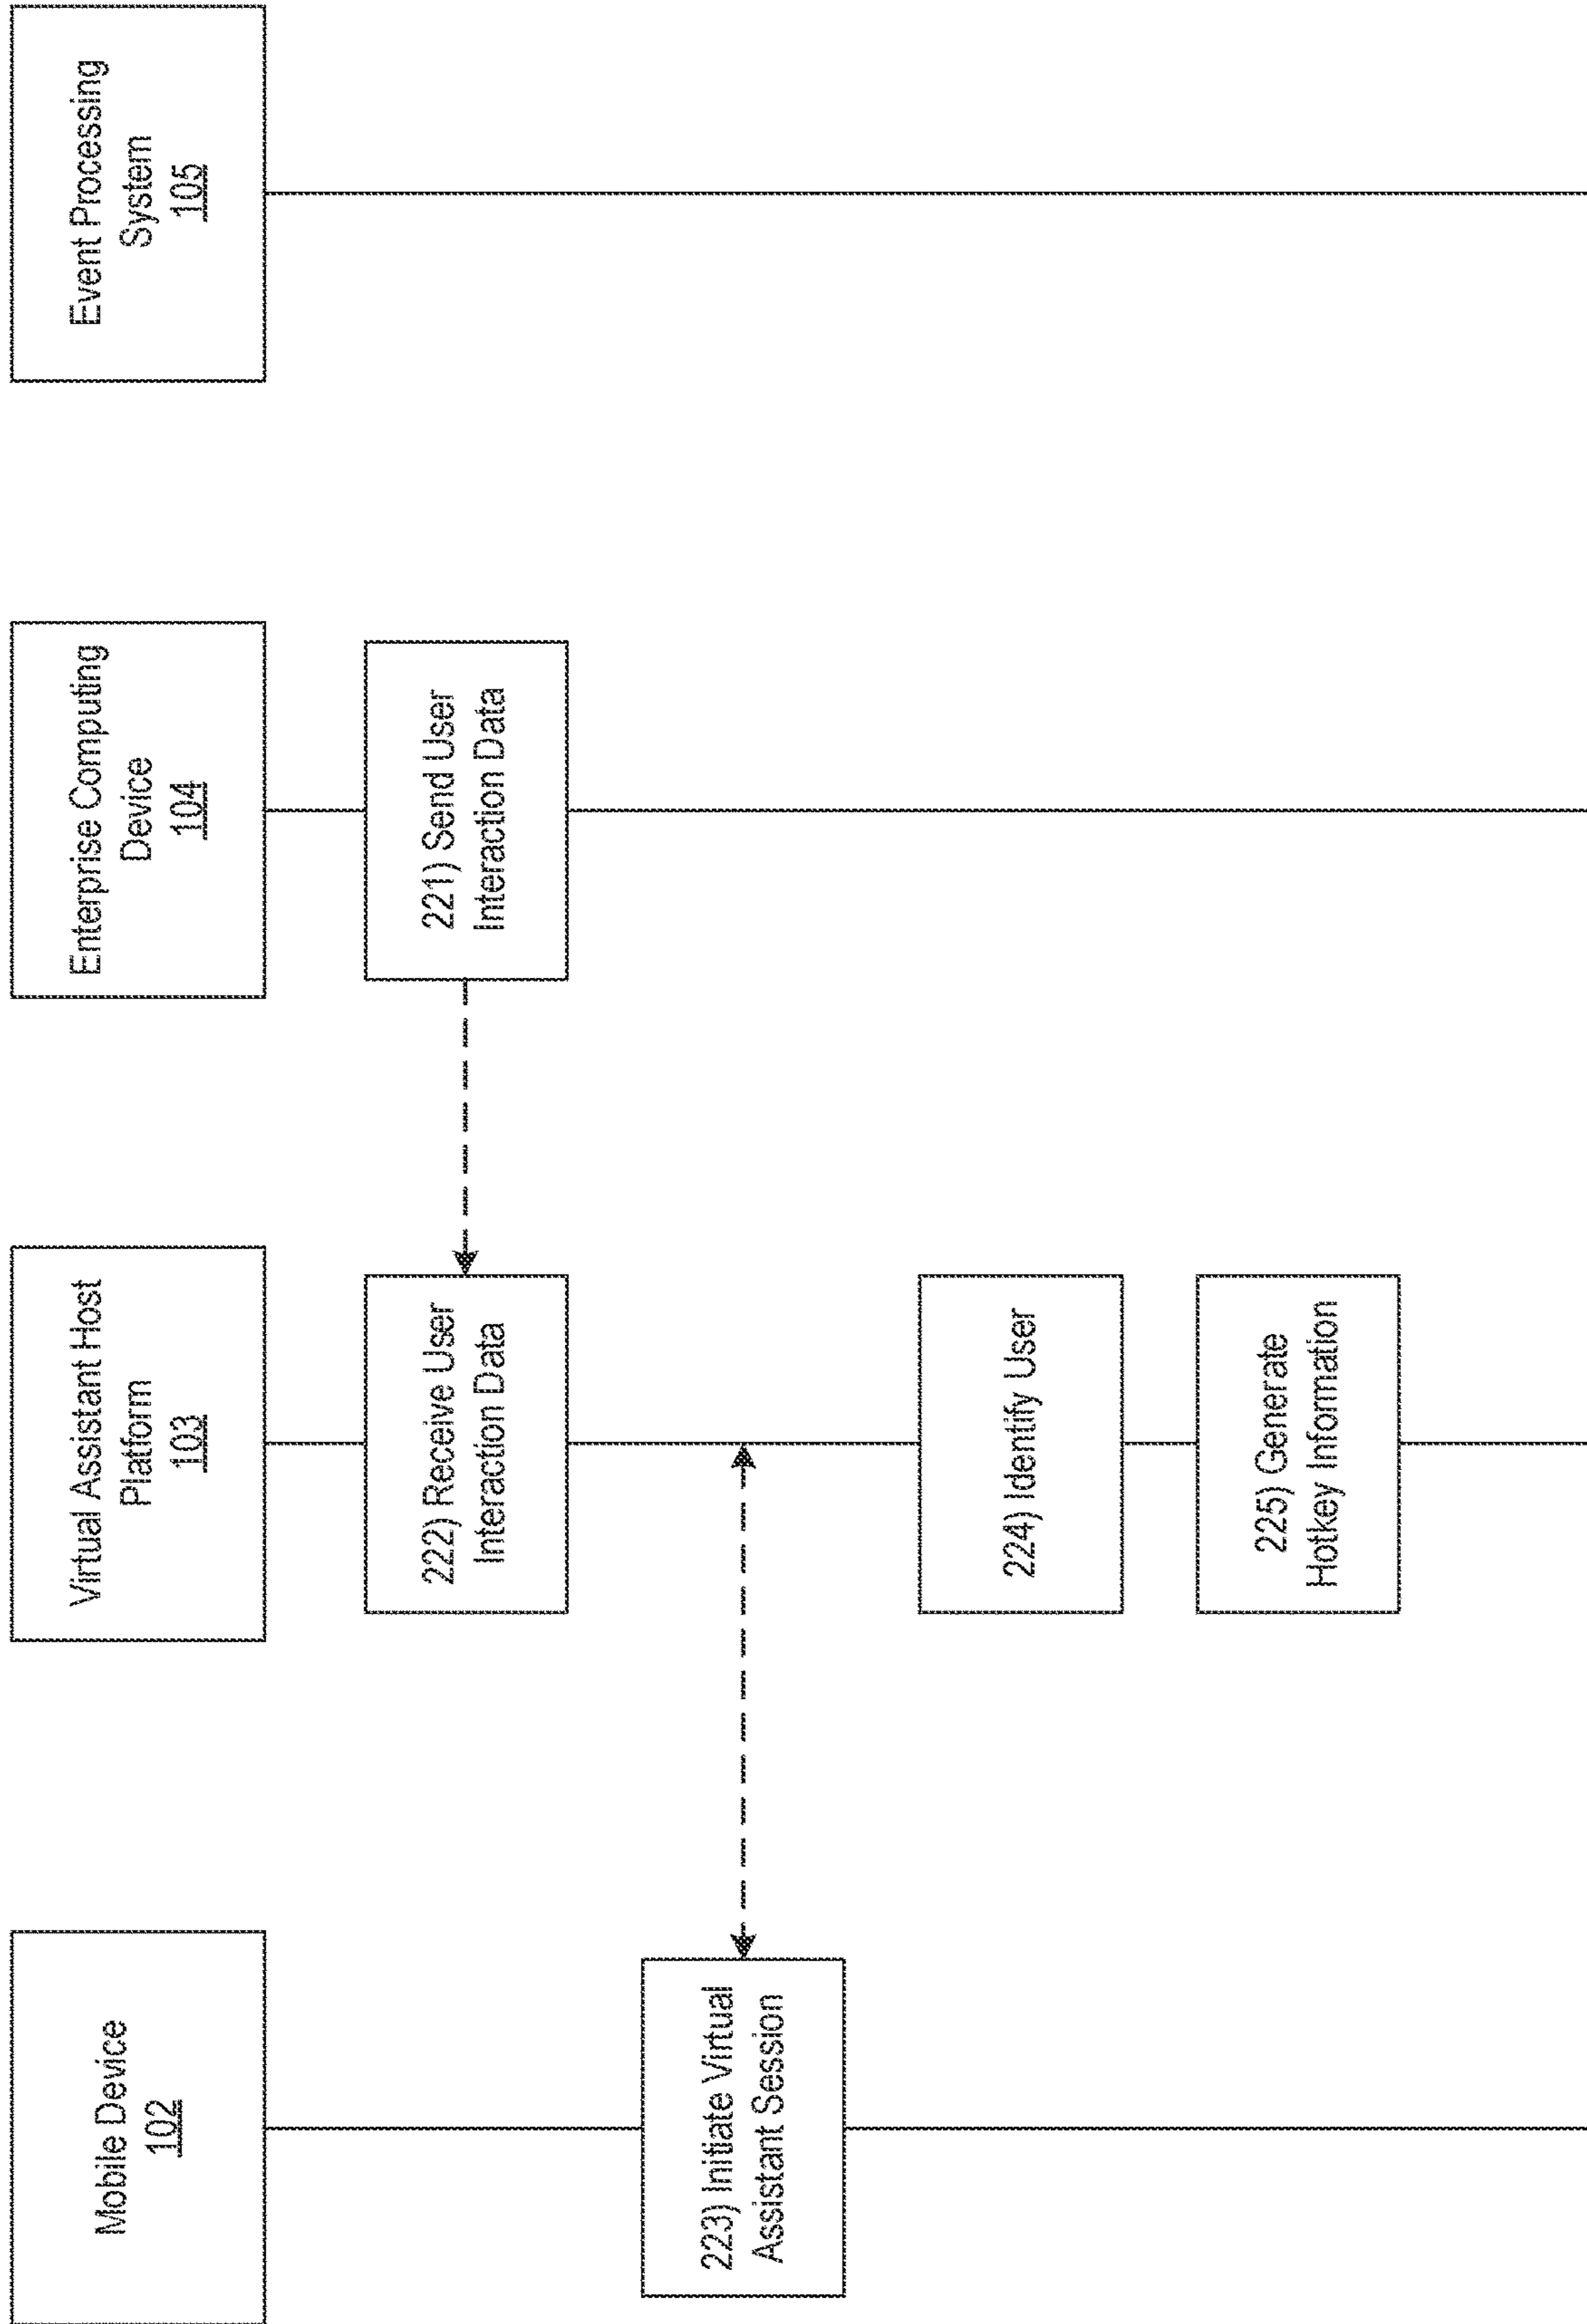 Mobile Device
102
Virtual Assistant Host
Platform
103
Enterprise Computing
Device
104
Event Processing
System
105
221) Send User
Interaction Data
222) Receive User
Interaction Data
223) Initiate Virtual
Assistant Session
224) Identify User
225) Generate
Hotkey Information